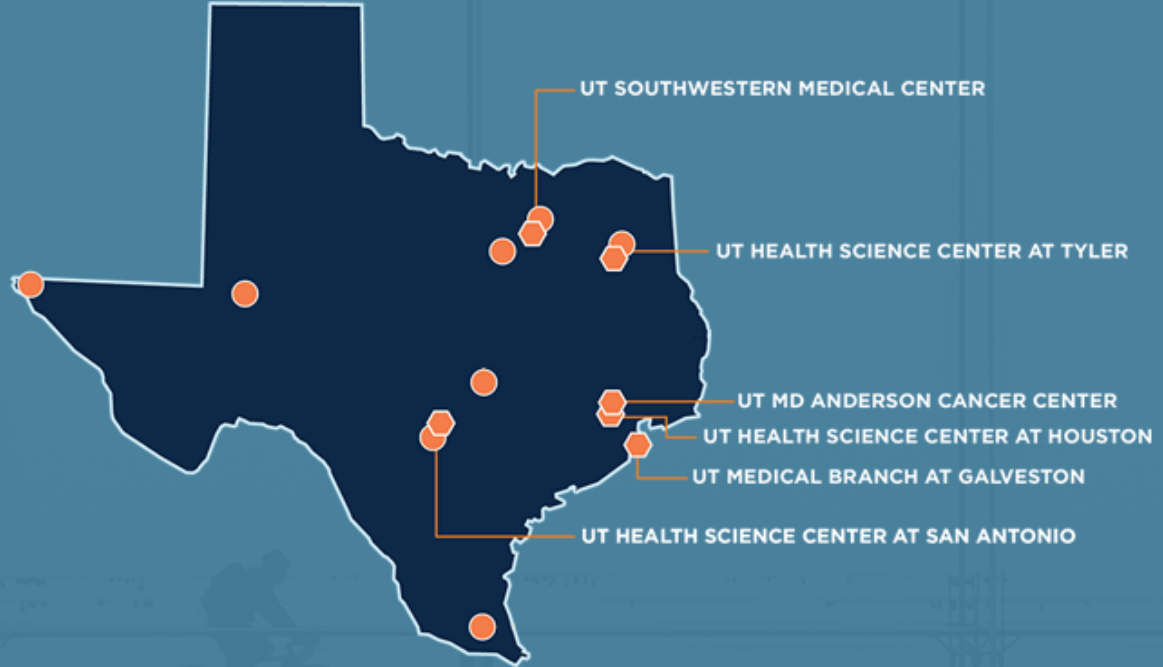 UT SOUTHWESTERN MEDICAL CENTER
UT HEALTH SCIENCE CENTER AT TYLER
UT MD ANDERSON CANCER CENTER
UT HEALTH SCIENCE CENTER AT HOUSTON
UT MEDICAL BRANCH AT GALVESTON
UT HEALTH SCIENCE CENTER AT SAN ANTONIO